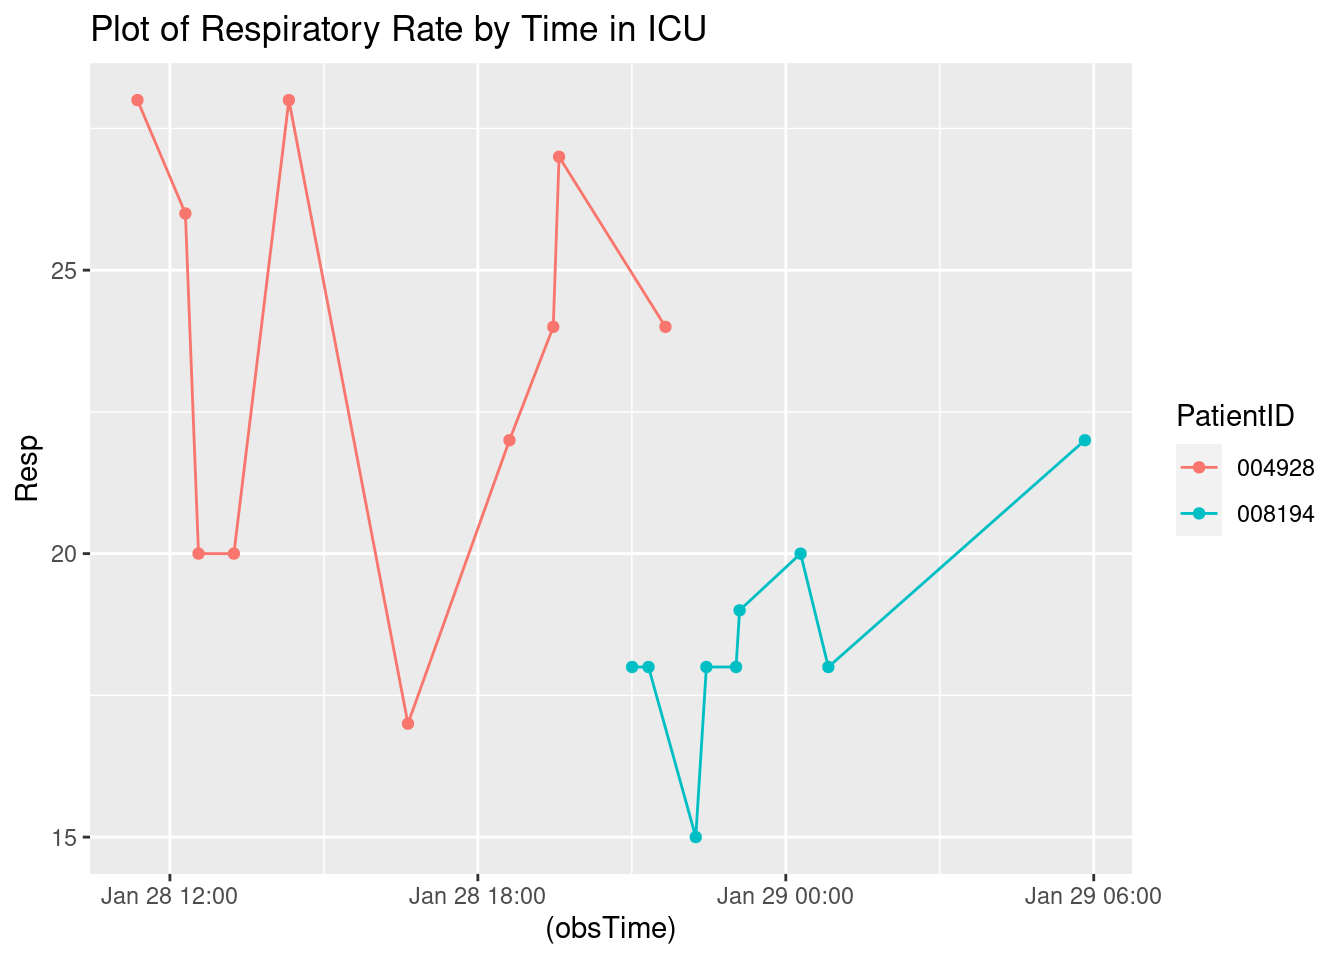 Plot of Respiratory Rate by Time in ICU
25
20
15
Resp
Jan 28 12:00
Jan 28 18:00
Jan 29 00:00
Jan 29 06:00
(obsTime)
PatientID
004928
008194